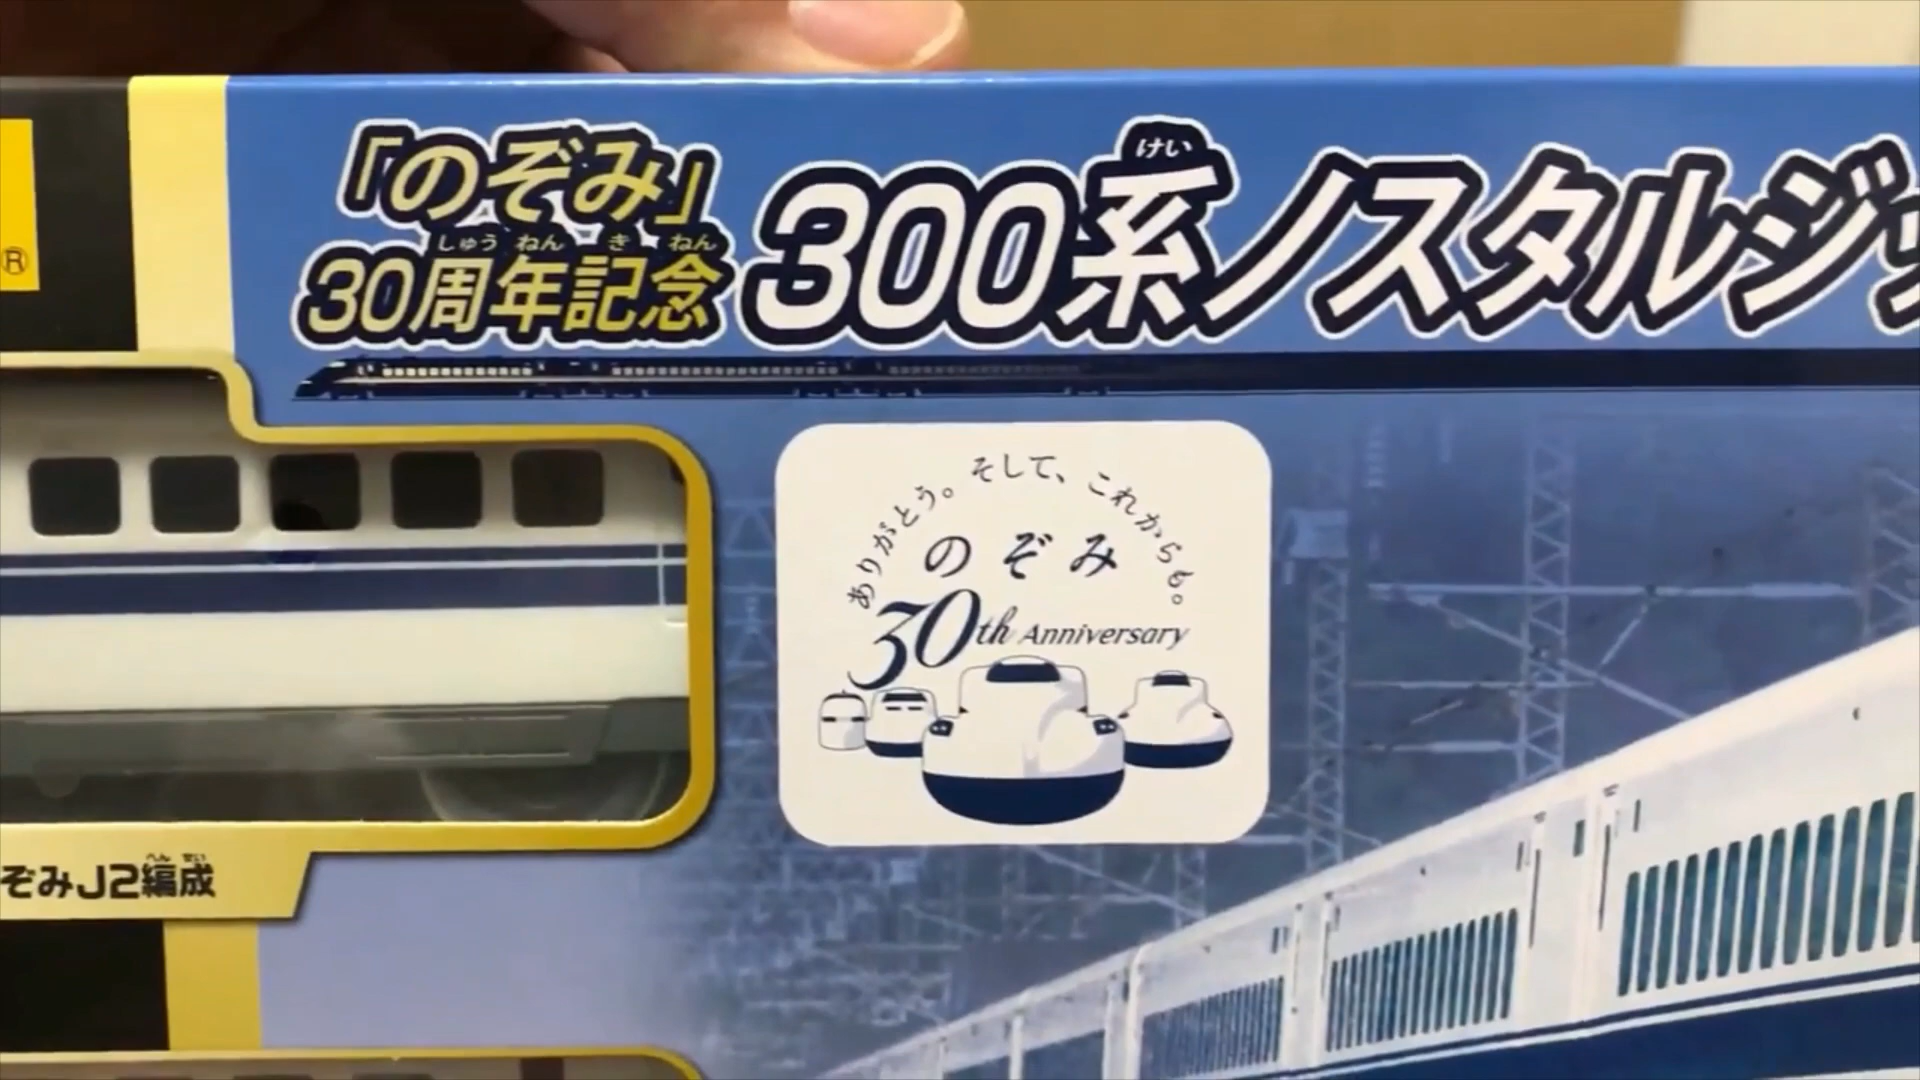 「のぞみ」
しゅう ねん き ねん
30周年記念
けい
300系ノスタルジッ
ありがとう。そして、これからも。
のぞみ
30th Anniversary
へん せい
ぞみJ2編成
®